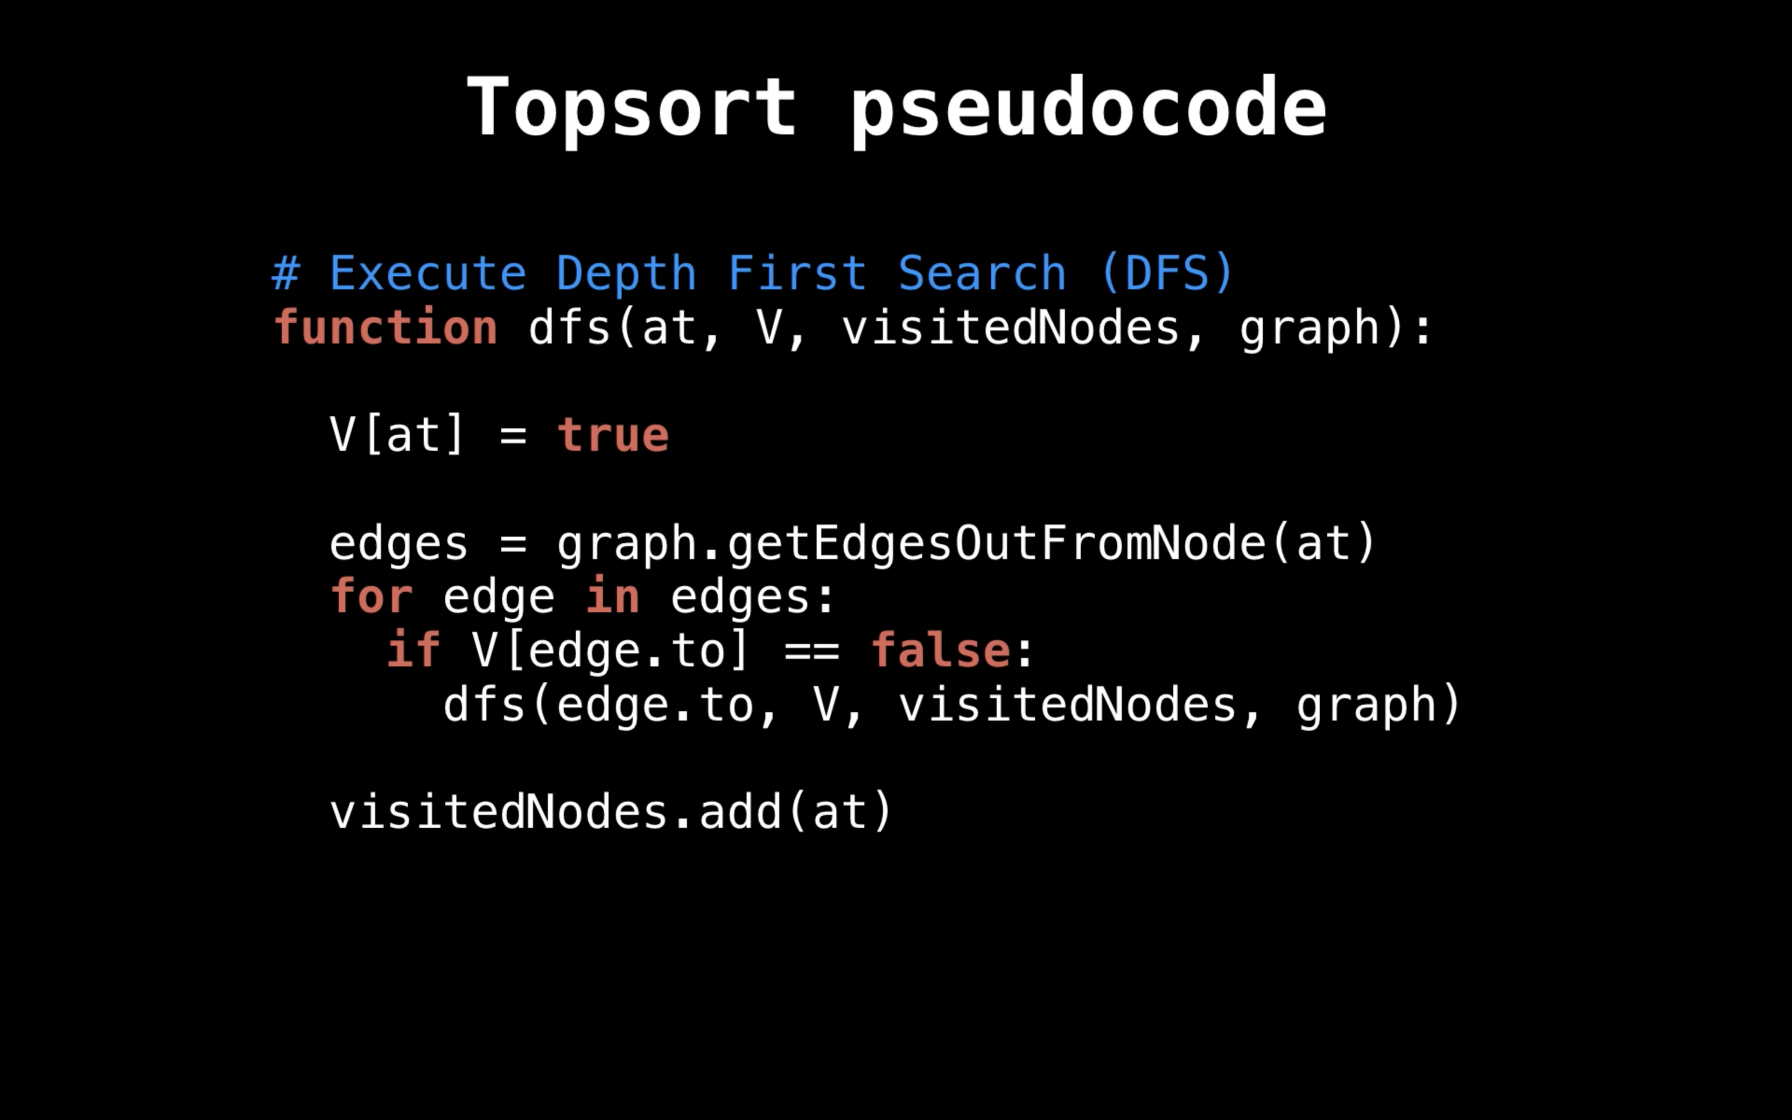 Topsort pseudocode
# Execute Depth First Search (DFS)
function dfs(at, V, visitedNodes, graph):
V[at] = true
edges = graph.getEdgesOutFromNode(at)
for edge in edges:
if V[edge.to] == false:
dfs(edge.to, V, visitedNodes, graph)
visitedNodes.add(at)